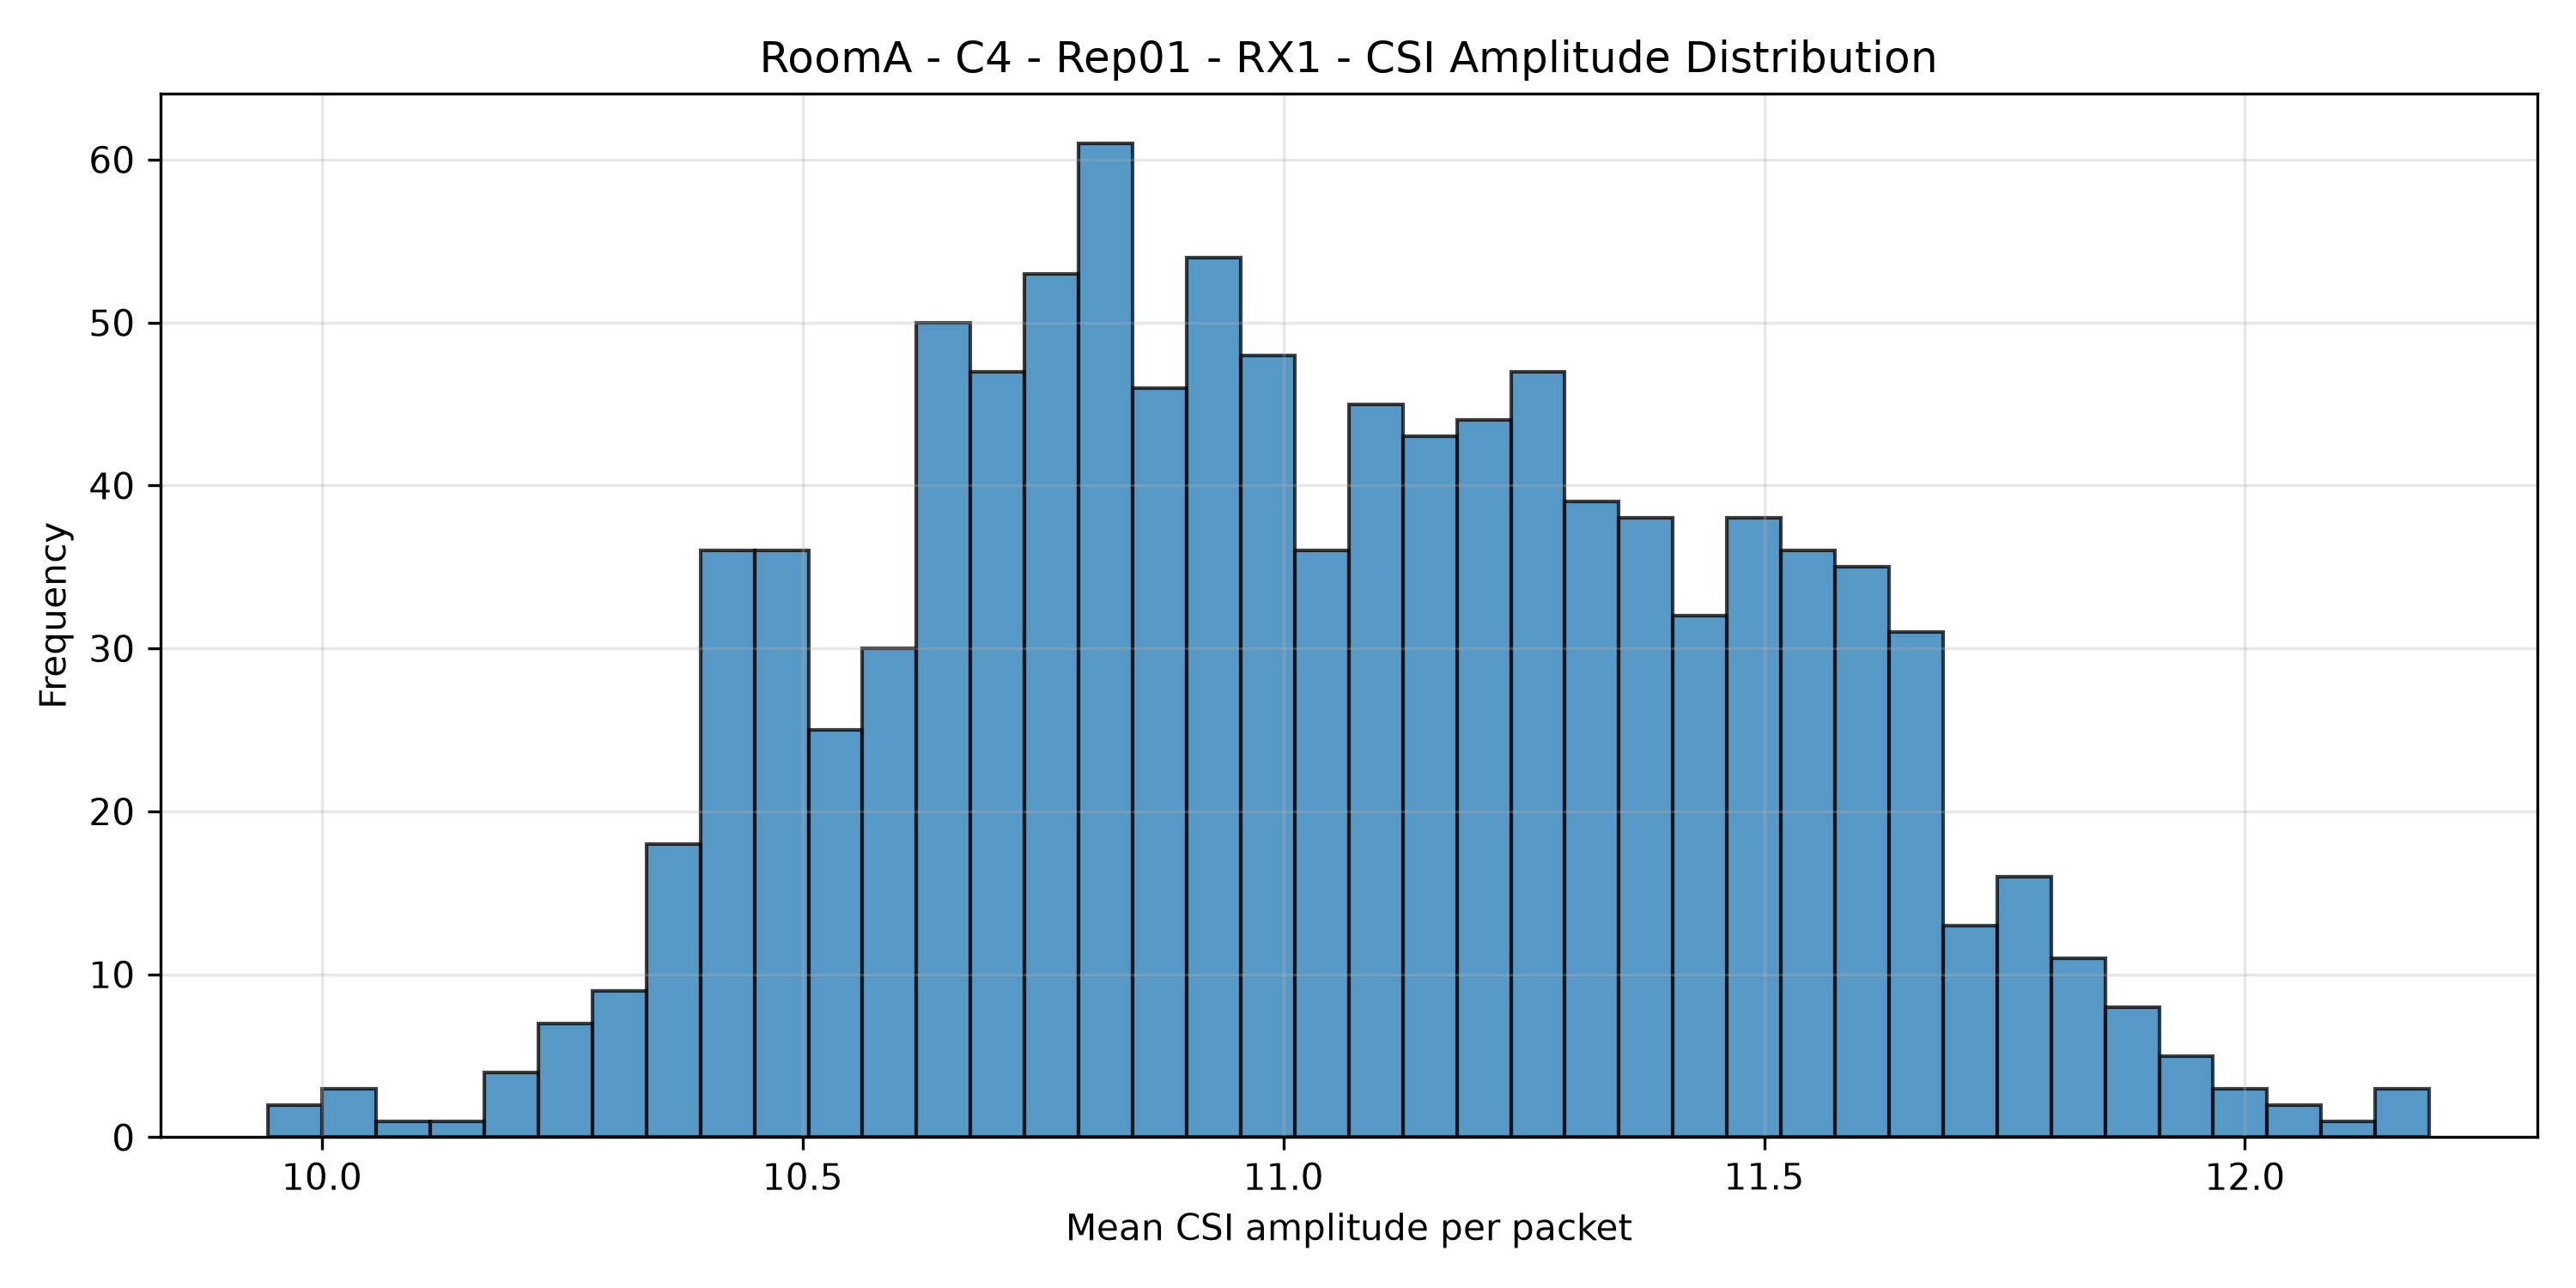 RoomA - C4 - Rep01 - RX1 - CSI Amplitude Distribution
Frequency
60
50
40
30
20
10
0
10.0 10.5 11.0 11.5 12.0
Mean CSI amplitude per packet